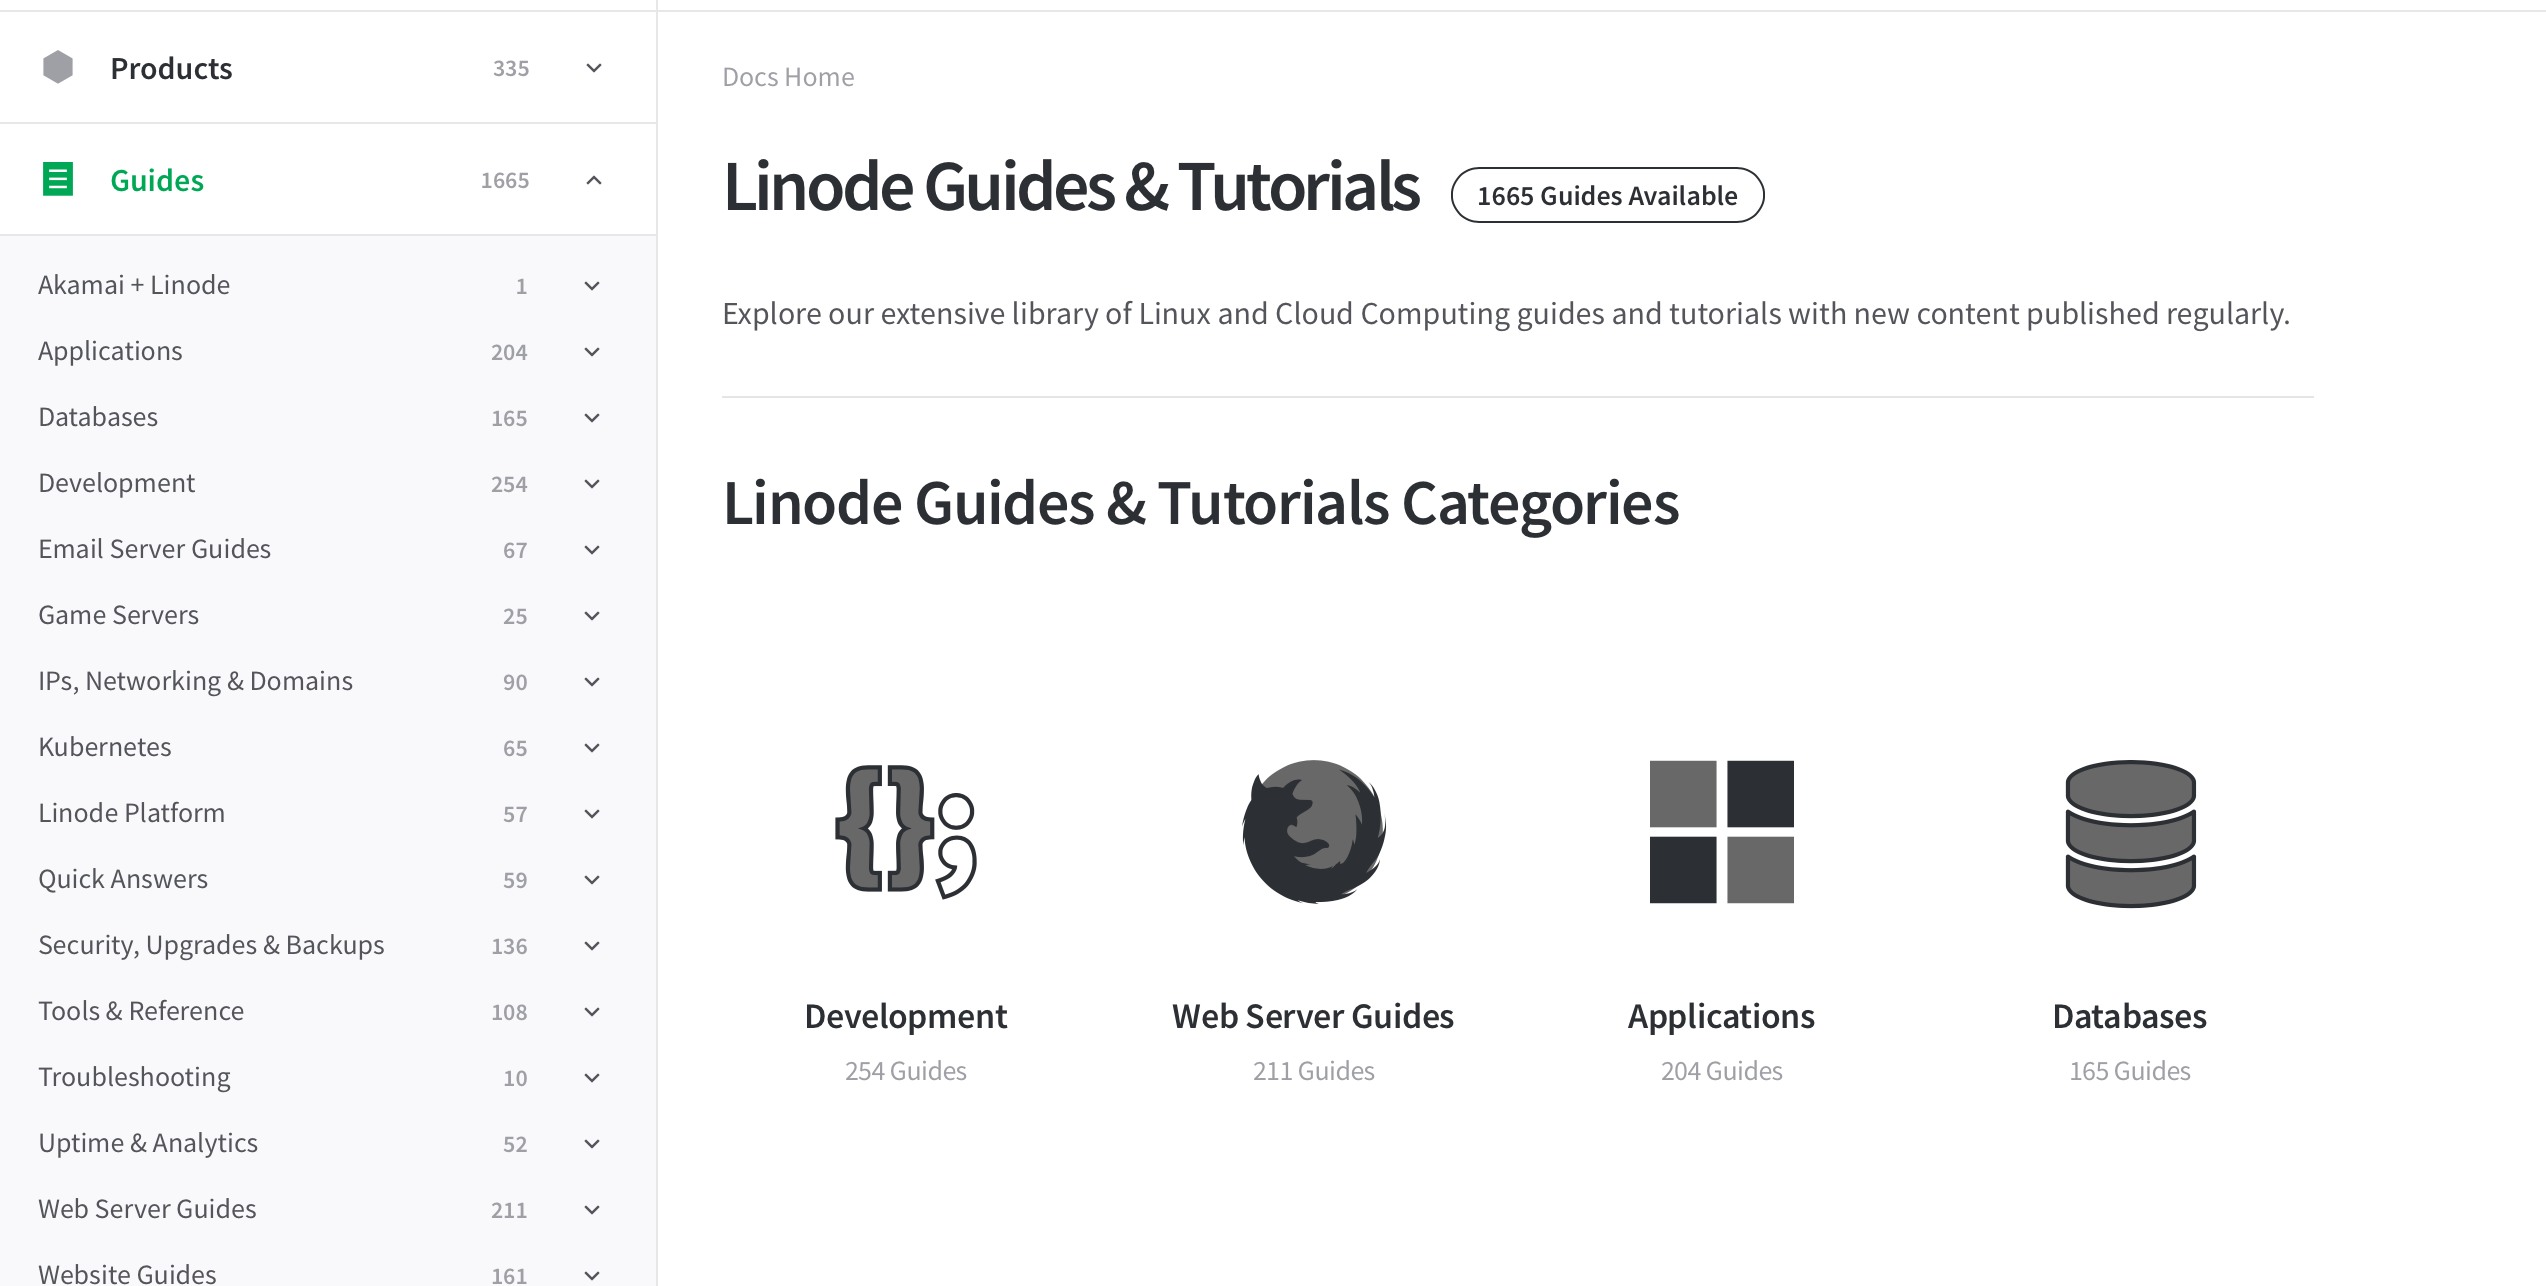 Products 335
Guides 1665
Akamai + Linode 1
Applications 204
Databases 165
Development 254
Email Server Guides 67
Game Servers 25
IPs, Networking & Domains 90
Kubernetes 65
Linode Platform 57
Quick Answers 59
Security, Upgrades & Backups 136
Tools & Reference 108
Troubleshooting 10
Uptime & Analytics 52
Web Server Guides 211
Website Guides 161
Docs Home
Linode Guides & Tutorials 1665 Guides Available
Explore our extensive library of Linux and Cloud Computing guides and tutorials with new content published regularly.
Linode Guides & Tutorials Categories
Development
254 Guides
Web Server Guides
211 Guides
Applications
204 Guides
Databases
165 Guides